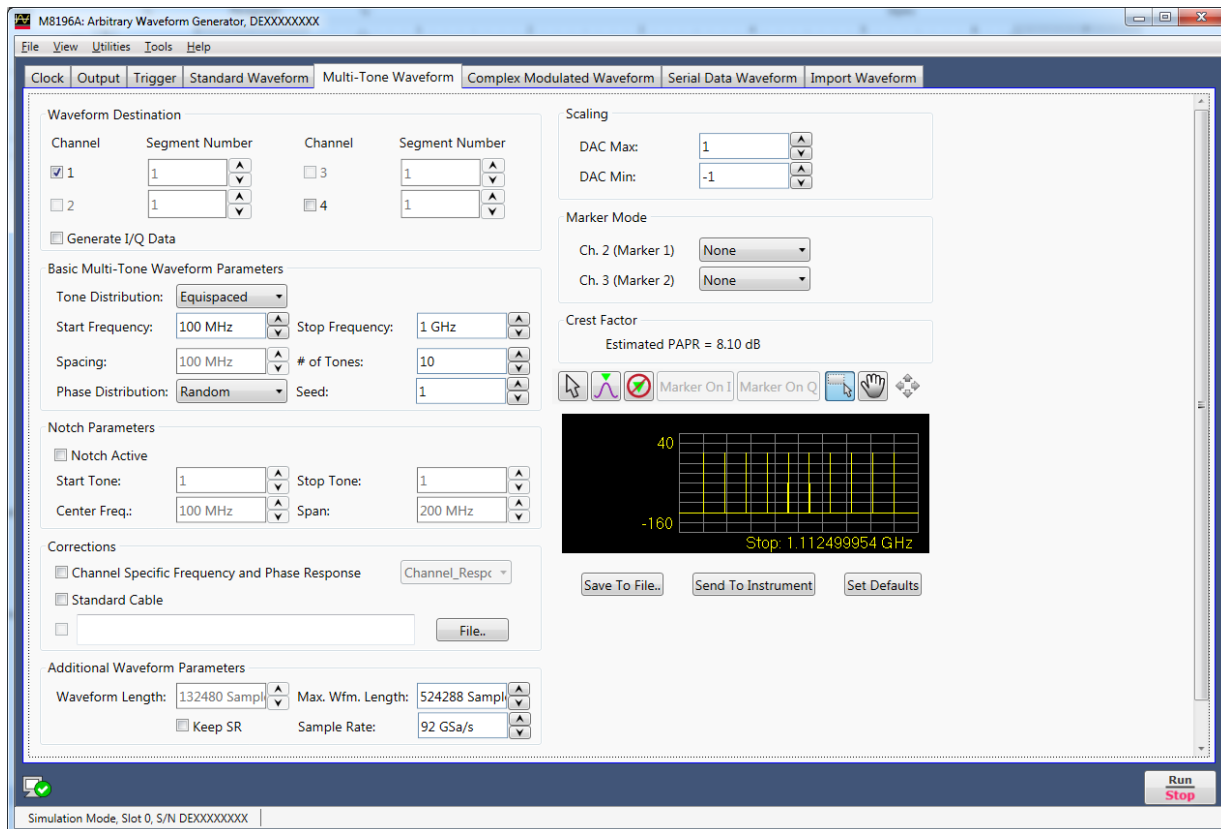 M8196A: Arbitrary Waveform Generator, DEXXXXXXXX
File View Utilities Tools Help
Clock Output Trigger Standard Waveform Multi-Tone Waveform Complex Modulated Waveform Serial Data Waveform Import Waveform
Waveform Destination
Channel Segment Number Channel Segment Number
1 1 3 1
2 1 4 1
Generate I/Q Data
Basic Multi-Tone Waveform Parameters
Tone Distribution: Equispaced
Start Frequency: 100 MHz Stop Frequency: 1 GHz
Spacing: 100 MHz # of Tones: 10
Phase Distribution: Random Seed: 1
Notch Parameters
Notch Active
Start Tone: 1 Stop Tone: 1
Center Freq.: 100 MHz Span: 200 MHz
Corrections
Channel Specific Frequency and Phase Response Channel_Respc
Standard Cable
File..
Additional Waveform Parameters
Waveform Length: 132480 Sampl Max. Wfm. Length: 524288 Sampl
Keep SR Sample Rate: 92 GSa/s
Scaling
DAC Max: 1
DAC Min: -1
Marker Mode
Ch. 2 (Marker 1) None
Ch. 3 (Marker 2) None
Crest Factor
Estimated PAPR = 8.10 dB
Marker On I Marker On Q
40
-160
Stop: 1.112499954 GHz
Save To File.. Send To Instrument Set Defaults
Run
Stop
Simulation Mode, Slot 0, S/N DEXXXXXXXX